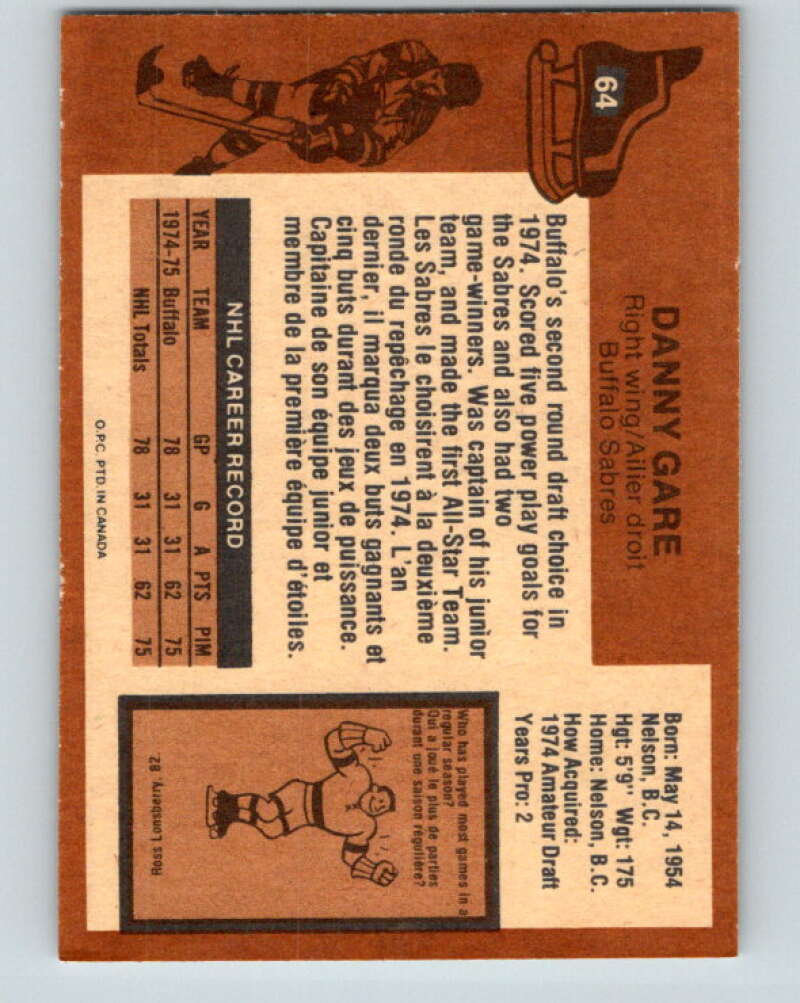 64
DANNY GARE
Right wing/Ailier droit
Buffalo Sabres
Born: May 14, 1954
Nelson, B.C.
Hgt: 5'9" Wgt: 175
Home: Nelson, B.C.
How Acquired:
1974 Amateur Draft
Years Pro: 2
Buffalo's second round draft choice in
1974. Scored five power play goals for
the Sabres and also had two
game-winners. Was captain of his junior
team, and made the first All-Star Team.
Les Sabres le choisirent à la deuxième
ronde du repêchage en 1974. L'an
dernier, il marqua deux buts gagnants et
cinq buts durant des jeux de puissance.
Capitaine de son équipe junior et
membre de la première équipe d'étoiles.
NHL CAREER RECORD
YEAR TEAM GP G A PTS PIM
1974-75 Buffalo 78 31 31 62 75
NHL Totals 78 31 31 62 75
Who has played most games in a
regular season?
Qui a joué le plus de parties
durant une saison régulière?
Ross Lonsberry, 82.
O.P.C. PTD. IN CANADA